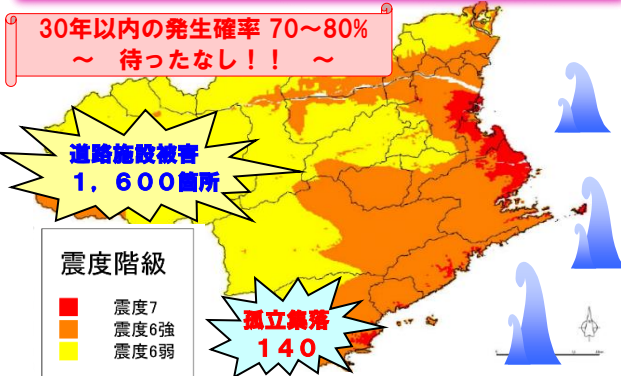 30年以内の発生確率 70～80%
～ 待ったなし！！ ～
道路施設被害
１，６００箇所
震度階級
震度7
震度6強
震度6弱
孤立集落
１４０